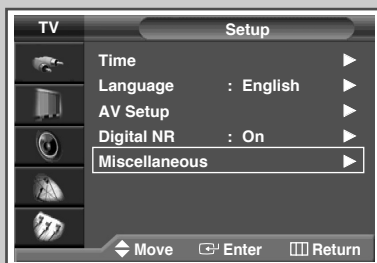 TV Setup
Time
Language : English
AV Setup
Digital NR : On
Miscellaneous
Move Enter Return